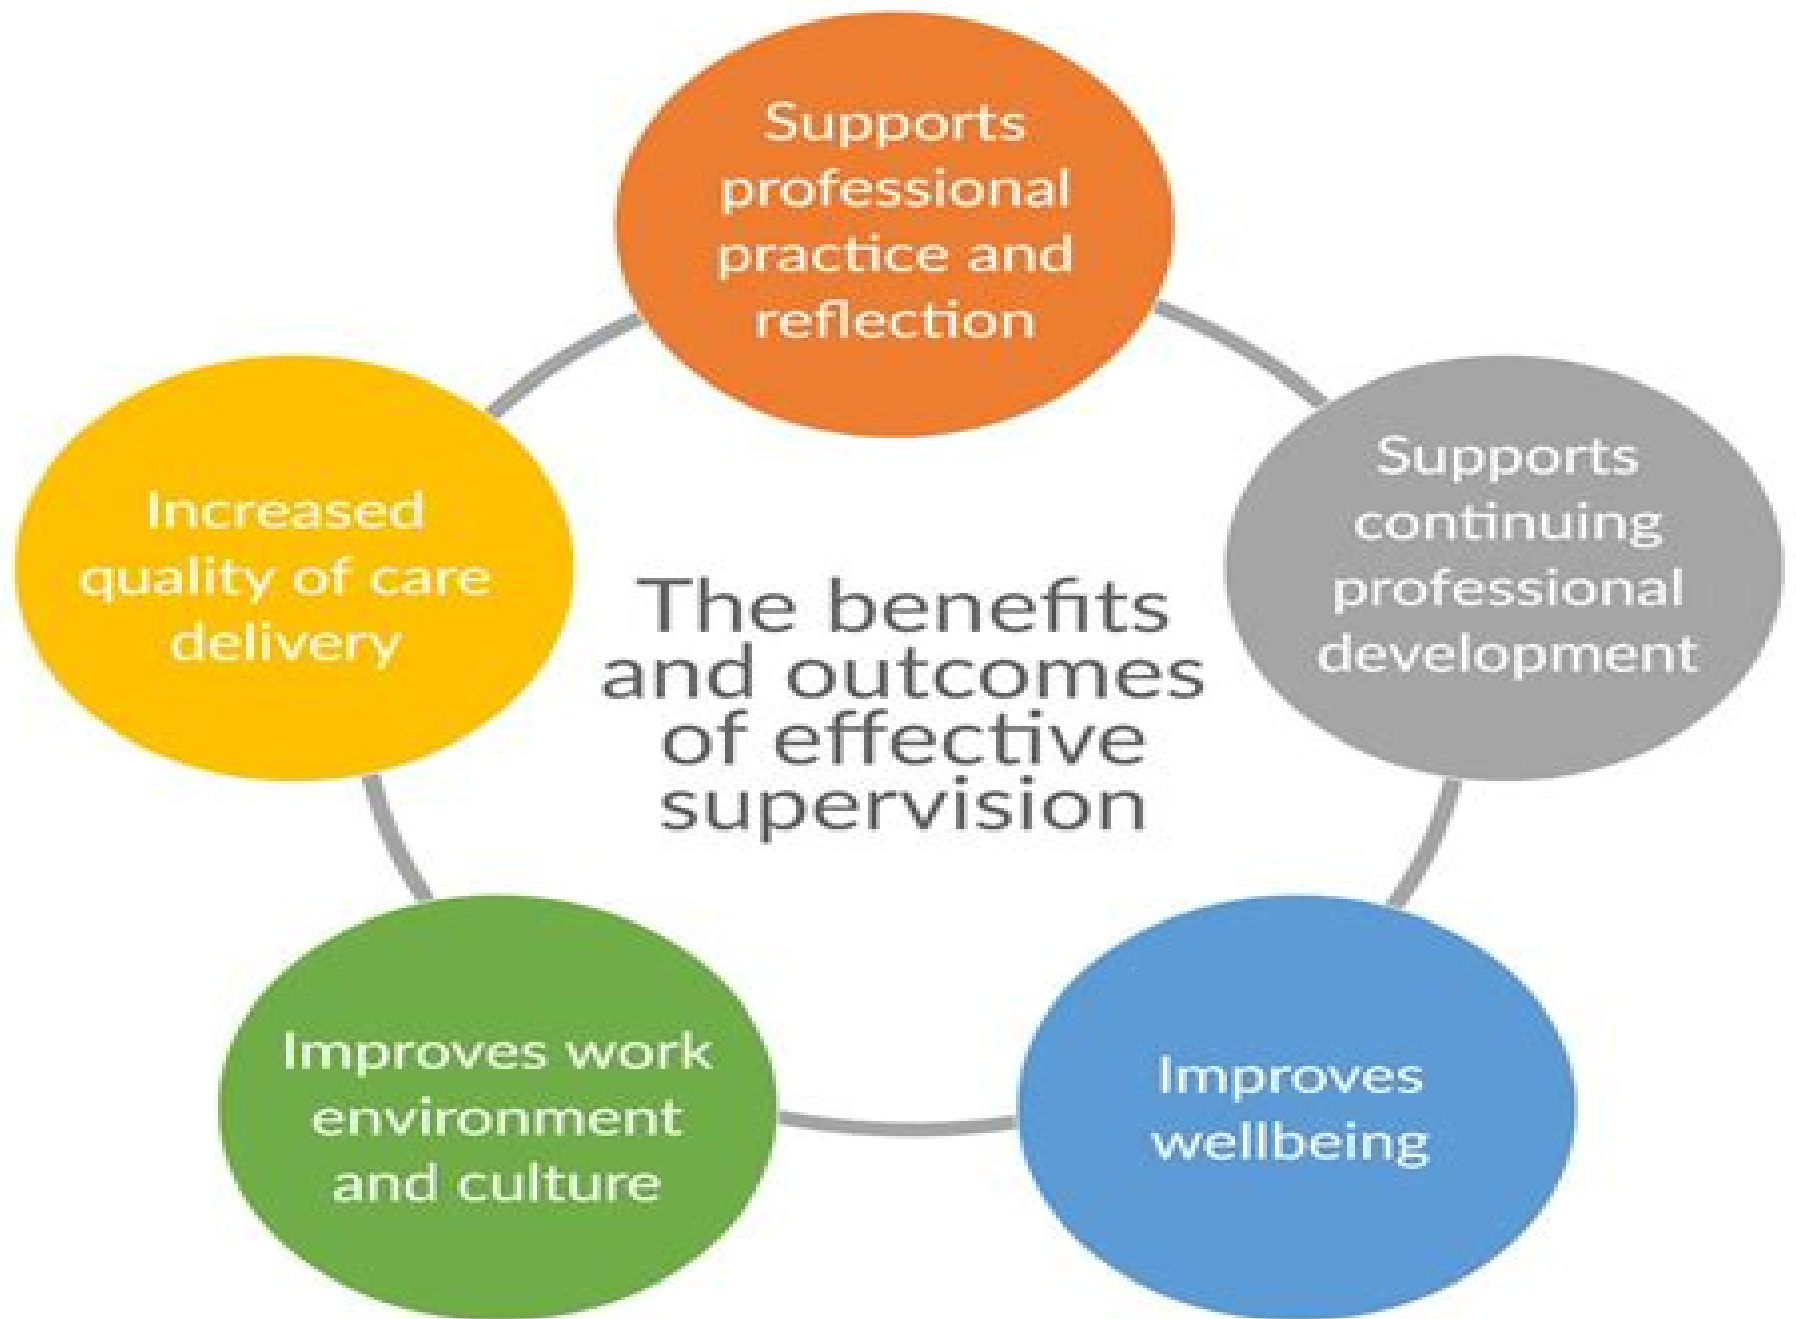 Supports
professional
practice and
reflection
Supports
continuing
professional
development
Improves
wellbeing
Improves work
environment
and culture
Increased
quality of care
delivery
The benefits
and outcomes
of effective
supervision